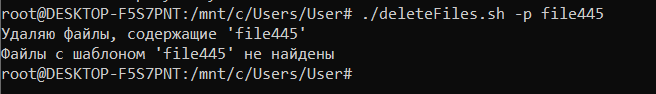 root@DESKTOP-F5S7PNT:/mnt/c/Users/User# ./deleteFiles.sh -p file445
Удаляю файлы, содержащие 'file445'
Файлы с шаблоном 'file445' не найдены
root@DESKTOP-F5S7PNT:/mnt/c/Users/User#